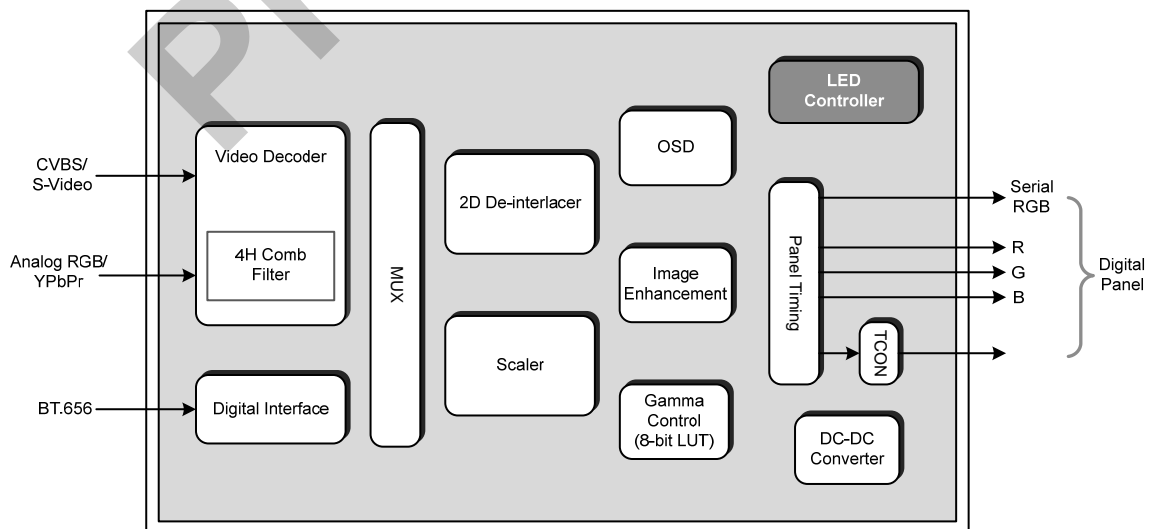 LED
Controller
CVBS/
S-Video
Video Decoder
4H Comb
Filter
Analog RGB/
YPbPr
BT.656
Digital Interface
MUX
2D De-interlacer
Scaler
OSD
Image
Enhancement
Gamma
Control
(8-bit LUT)
Panel Timing
TCON
DC-DC
Converter
Serial
RGB
R
G
B
Digital
Panel